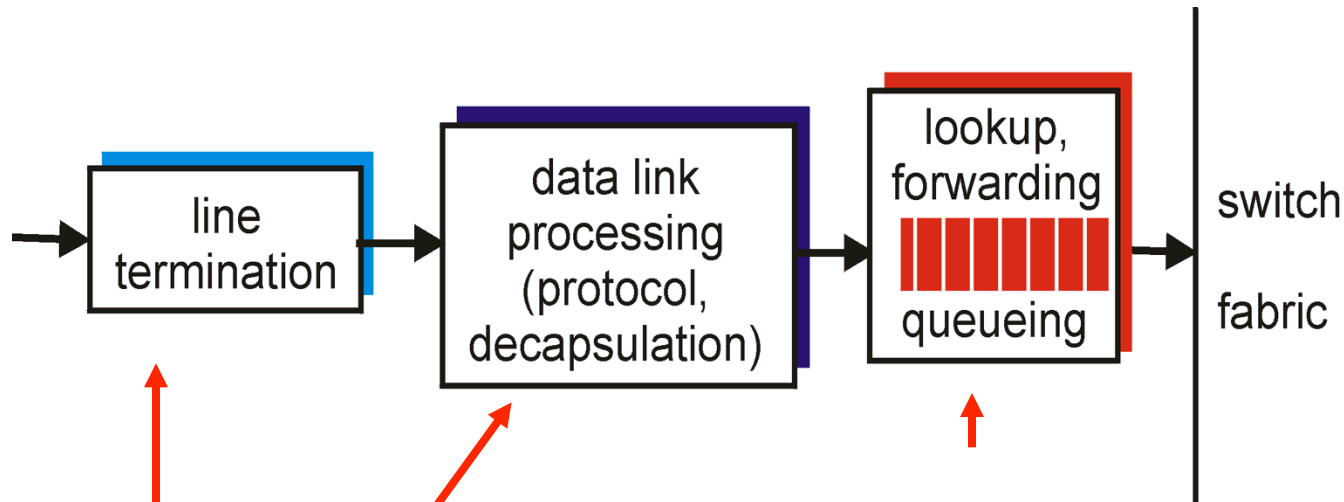 line
termination
data link
processing
(protocol,
decapsulation)
lookup,
forwarding
queueing
switch
fabric